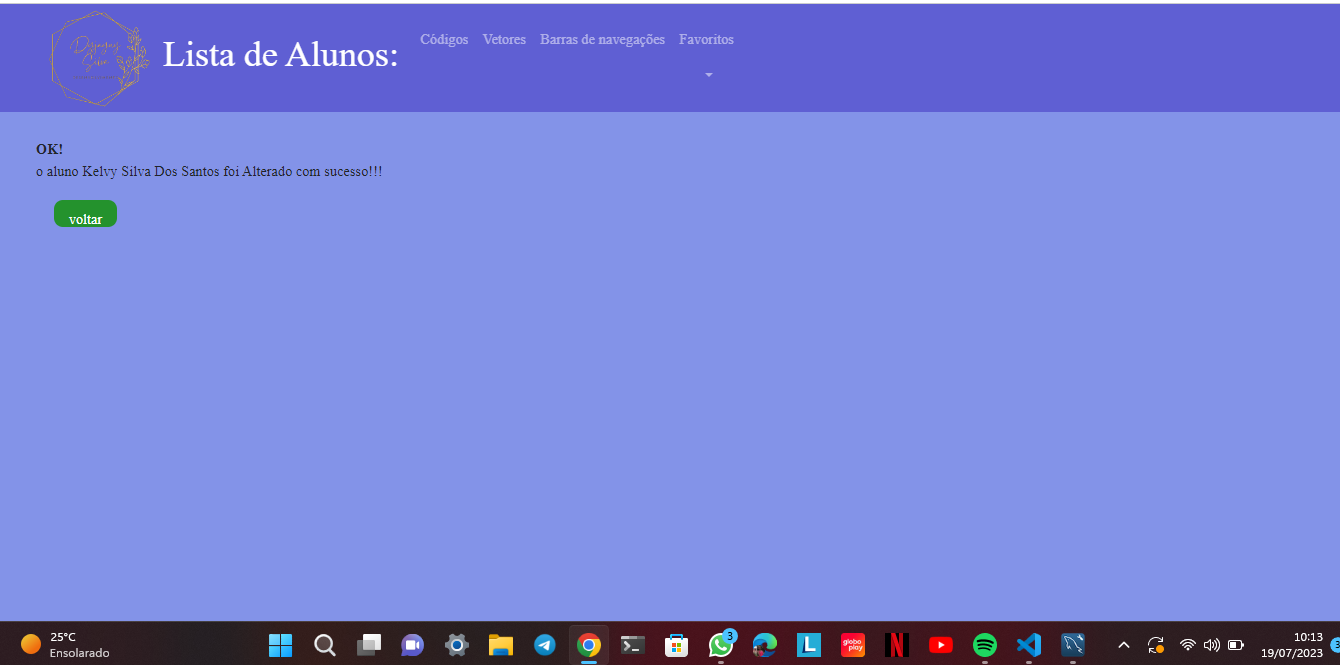 Lista de Alunos:
Códigos Vetores Barras de navegações Favoritos
OK!
o aluno Kelvy Silva Dos Santos foi Alterado com sucesso!!!
voltar
25°C
Ensolarado
L
globo
play
N
3
10:13
19/07/2023